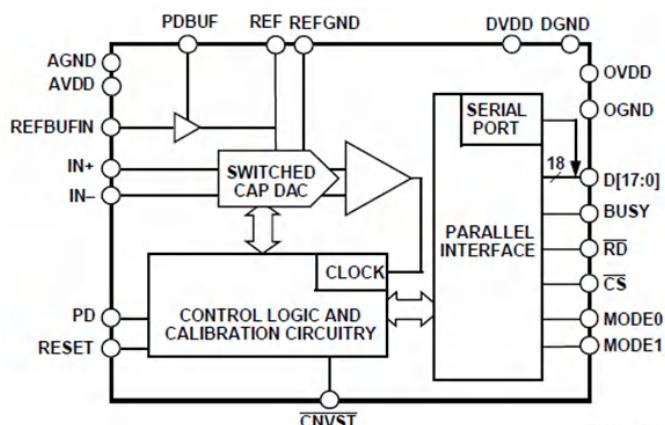 PDBUF REF REFGND DVDD DGND
AGND
AVDD
OVDD
OGND
REFBUFIN
SERIAL
PORT
IN+
IN–
SWITCHED
CAP DAC
18
D[17:0]
BUSY
PARALLEL
INTERFACE
RD
CS
CLOCK
CONTROL LOGIC AND
CALIBRATION CIRCUITRY
PD
RESET
MODE0
MODE1
CNVST